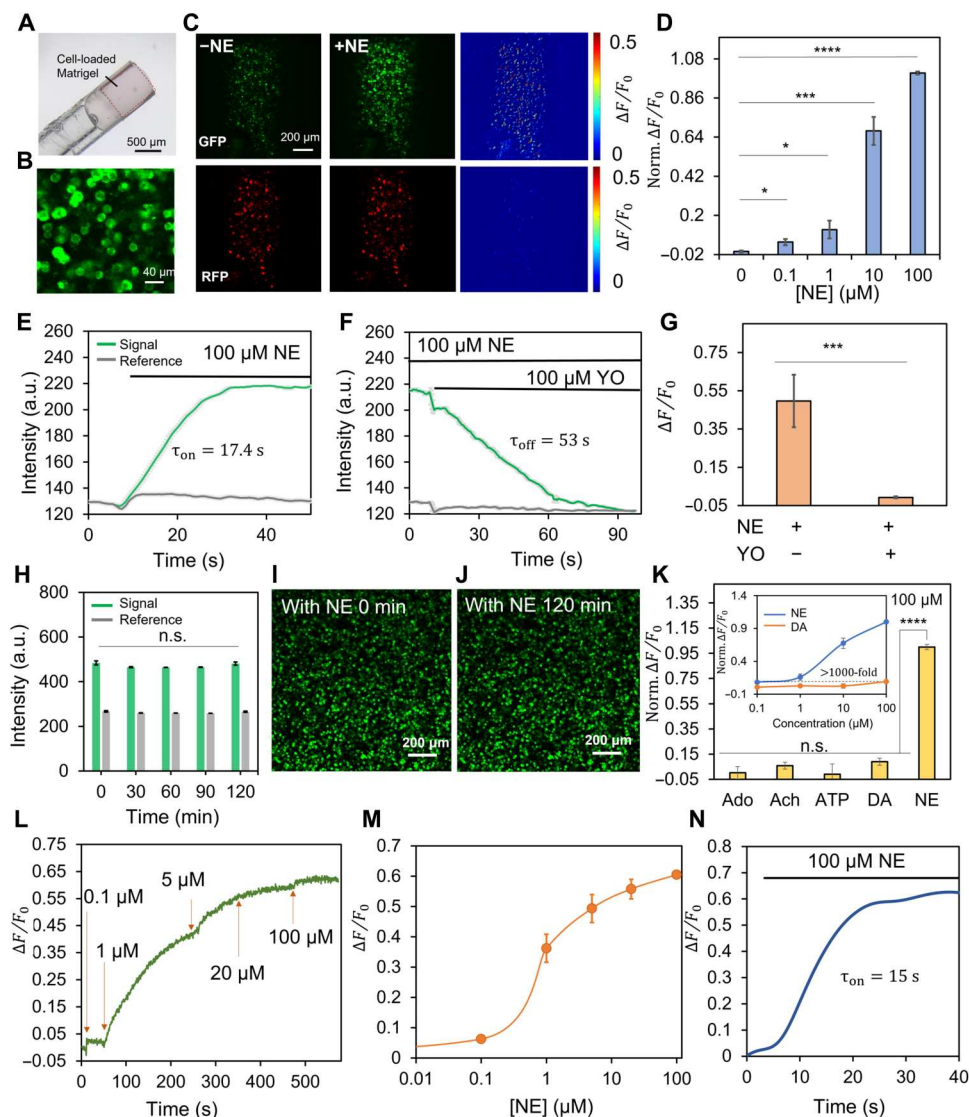 A
Cell-loaded
Matrigel
500 µm
B
40 µm
C
−NE
+NE
GFP
200 µm
RFP
0.5
0
ΔF/F0
0.5
0
ΔF/F0
D
****
***
*
*
Norm. ΔF/F0
1.08
0.86
0.64
0.42
0.2
−0.02
0
0.1
1
10
100
[NE] (µM)
E
Signal
Reference
100 µM NE
τon = 17.4 s
Intensity (a.u.)
260
240
220
200
180
160
140
120
0
20
40
Time (s)
F
100 µM NE
100 µM YO
τoff = 53 s
Intensity (a.u.)
260
240
220
200
180
160
140
120
0
30
60
90
Time (s)
G
***
ΔF/F0
0.75
0.55
0.35
0.15
−0.05
NE + +
YO − +
H
Signal
Reference
n.s.
Intensity (a.u.)
800
600
400
200
0
0
30
60
90
120
Time (min)
I
With NE 0 min
200 µm
J
With NE 120 min
200 µm
K
100 µM
****
n.s.
Norm. ΔF/F0
1.35
1.15
0.95
0.75
0.55
0.35
0.15
−0.05
Ado
Ach
ATP
DA
NE
NE
DA
>1000-fold
Norm. ΔF/F0
1.4
0.9
0.4
−0.1
0.1
1
10
100
Concentration (µM)
L
0.1 µM
1 µM
5 µM
20 µM
100 µM
ΔF/F0
0.75
0.65
0.55
0.45
0.35
0.25
0.15
0.05
−0.05
0
100
200
300
400
500
Time (s)
M
ΔF/F0
0.7
0.6
0.5
0.4
0.3
0.2
0.1
0
0.01
0.1
1
10
100
[NE] (µM)
N
100 µM NE
τon = 15 s
ΔF/F0
0.8
0.7
0.6
0.5
0.4
0.3
0.2
0.1
0
0
10
20
30
40
Time (s)